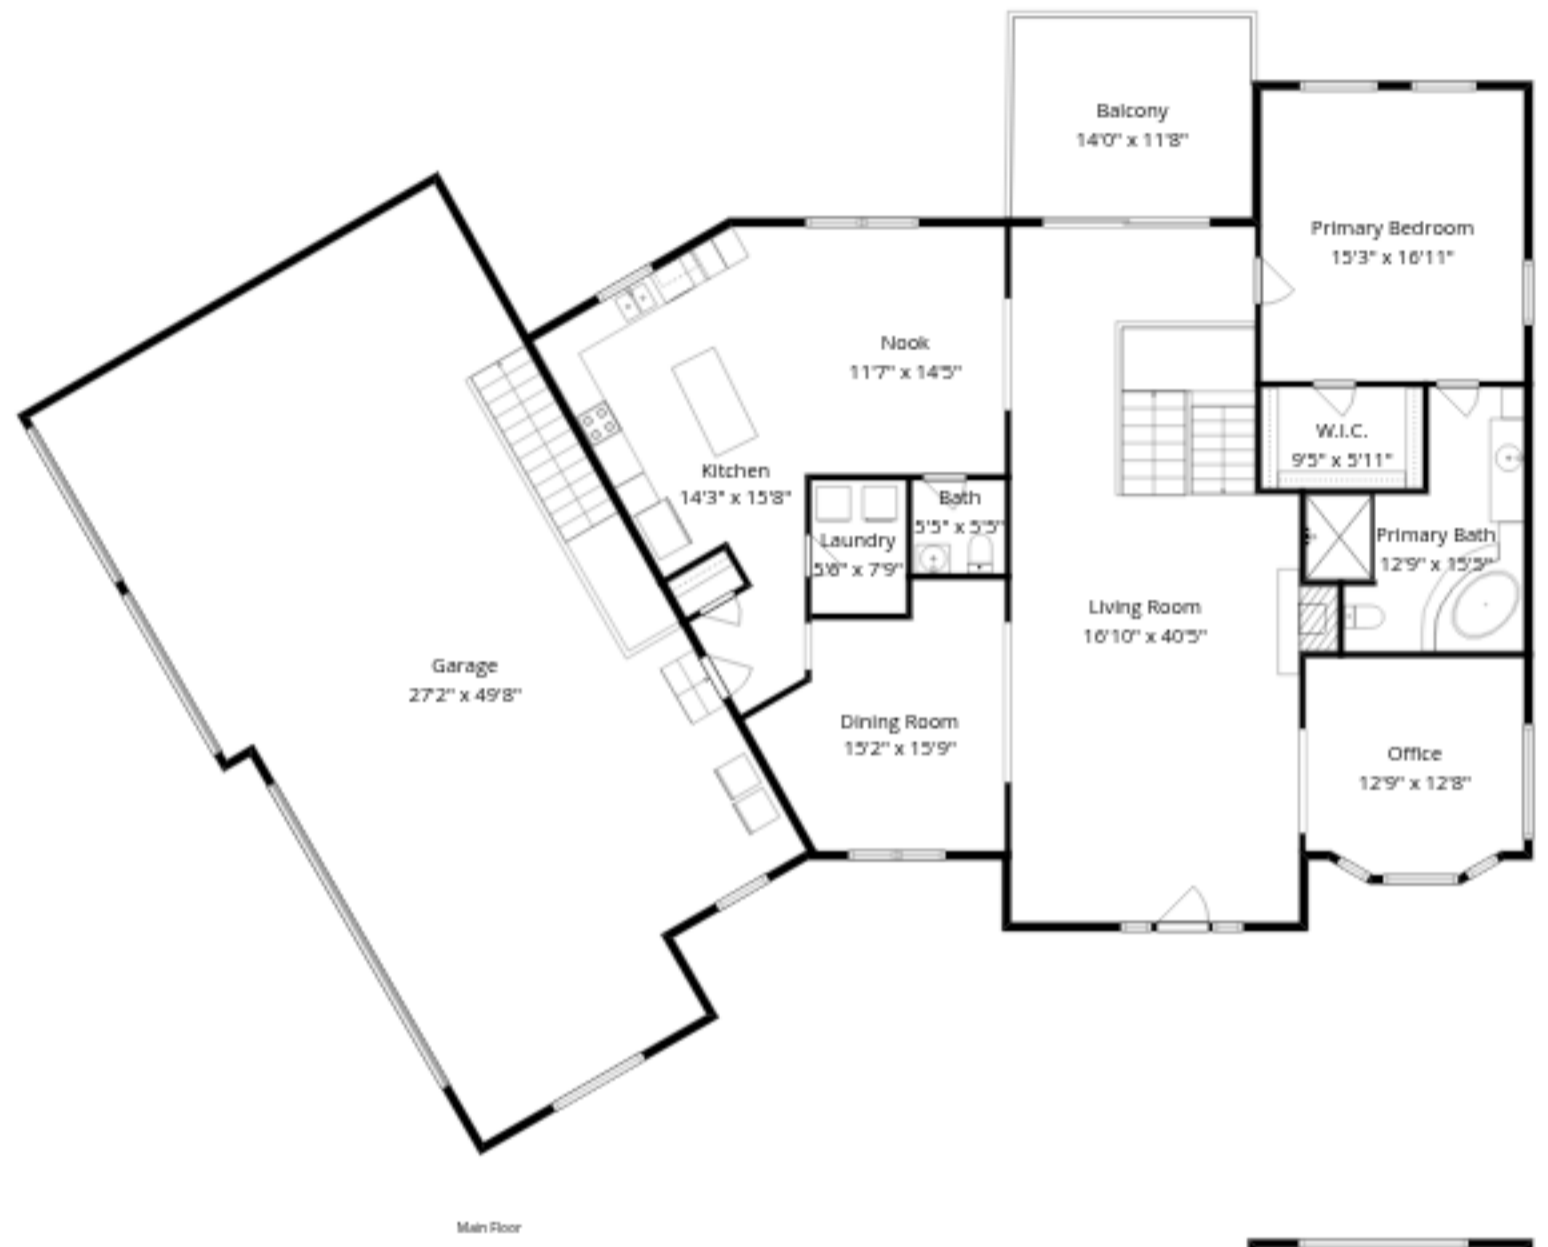 Balcony
14'0" x 11'8"
Primary Bedroom
15'3" x 16'11"
Nook
11'7" x 14'5"
W.I.C.
9'5" x 5'11"
Kitchen
14'3" x 15'8"
Bath
5'5" x 5'5"
Laundry
5'6" x 7'9"
Primary Bath
12'9" x 15'5"
Living Room
16'10" x 40'5"
Garage
27'2" x 49'8"
Dining Room
15'2" x 15'9"
Office
12'9" x 12'8"
Main Floor